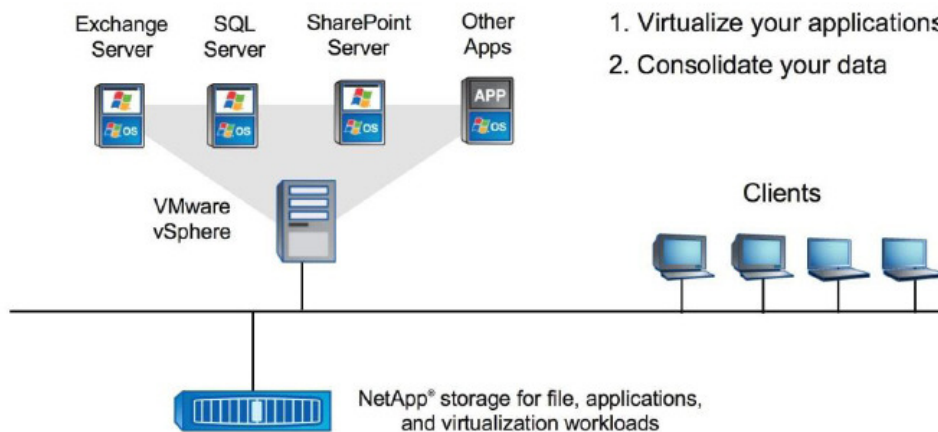 Exchange Server
SQL Server
SharePoint Server
Other Apps
1. Virtualize your applications
2. Consolidate your data
OS
OS
OS
APP
OS
VMware
vSphere
Clients
NetApp® storage for file, applications,
and virtualization workloads